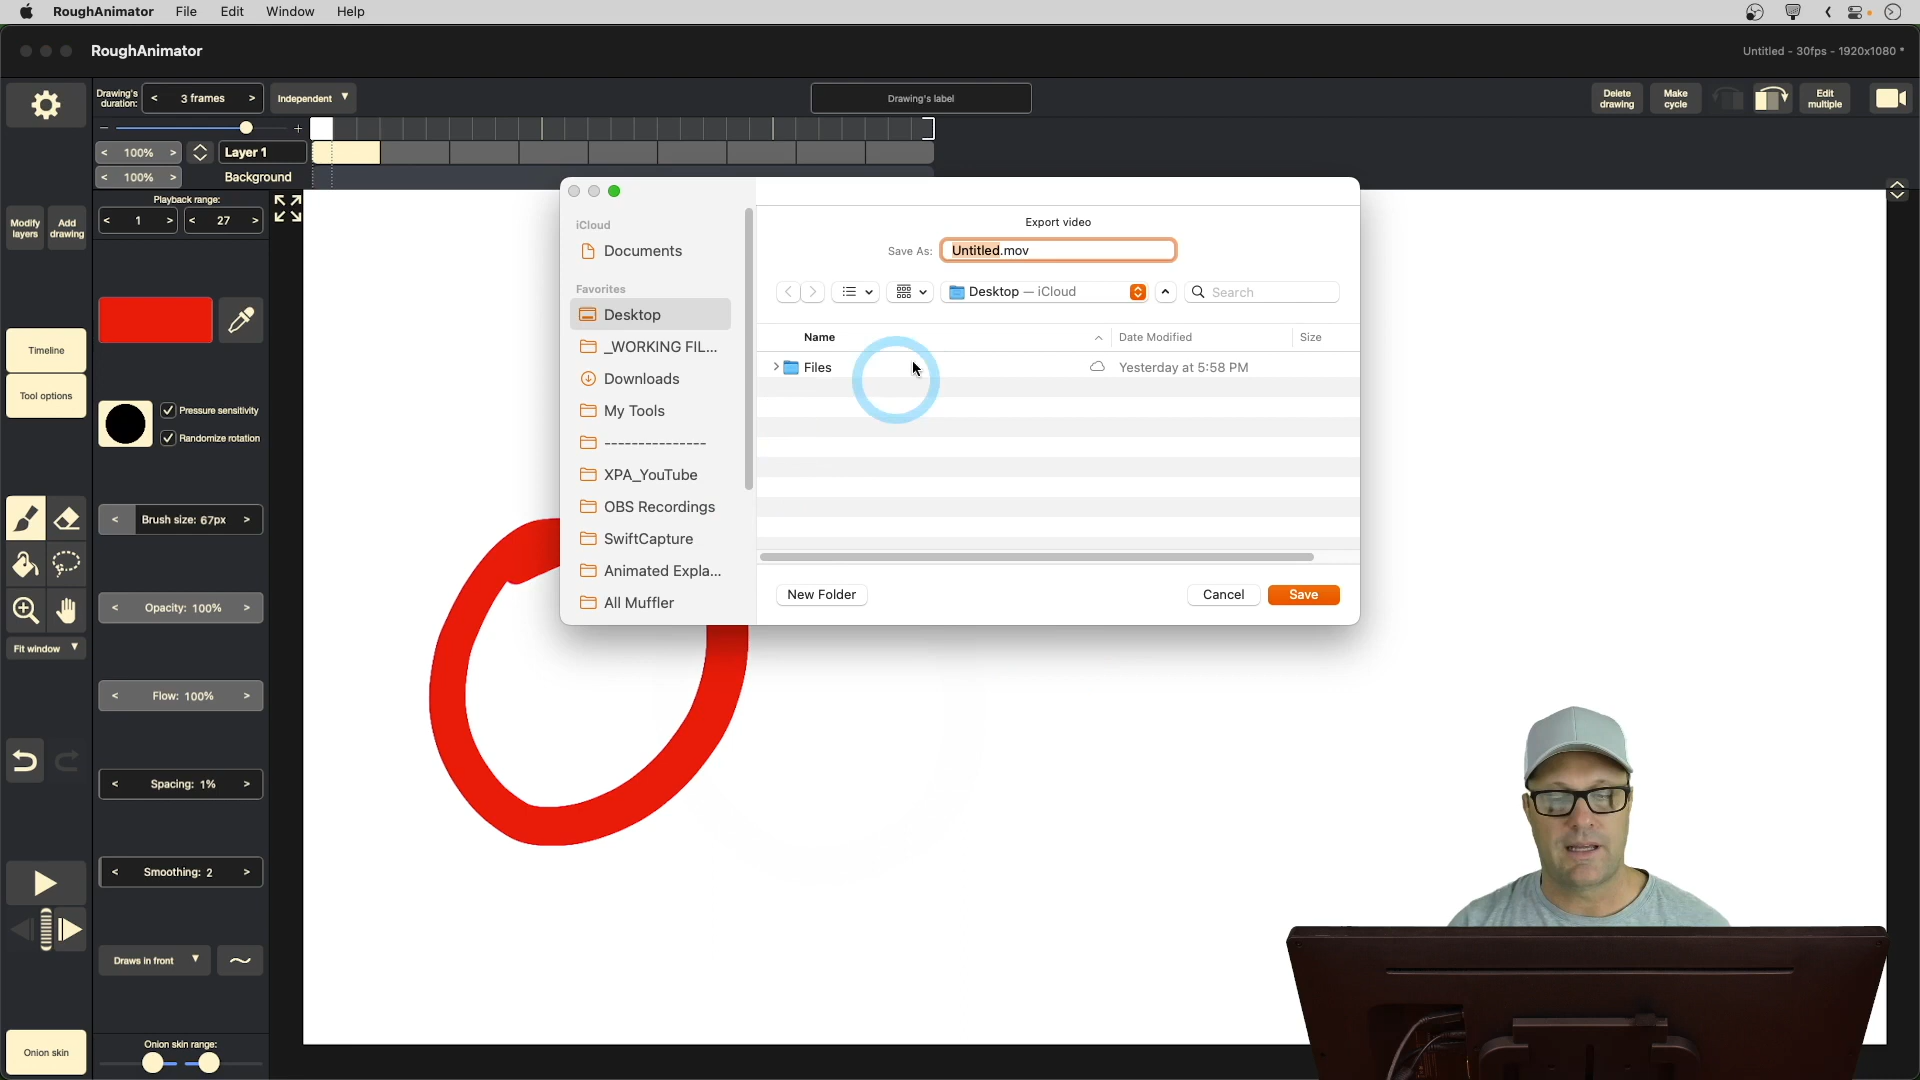 RoughAnimator File Edit Window Help
RoughAnimator
Untitled - 30fps - 1920x1080 *
Drawing's duration:
< 3 frames >
Independent ▼
Drawing's label
Delete drawing
Make cycle
Edit multiple
− +
< 100% >
Layer 1
< 100% >
Background
Modify layers
Add drawing
Playback range:
< 1 >
< 27 >
Timeline
Tool options
Pressure sensitivity
Randomize rotation
< Brush size: 67px >
< Opacity: 100% >
Fit window ▼
< Flow: 100% >
< Spacing: 1% >
< Smoothing: 2 >
Draws in front ▼
Onion skin
Onion skin range:
iCloud
Documents
Favorites
Desktop
_WORKING FIL...
Downloads
My Tools
---------------
XPA_YouTube
OBS Recordings
SwiftCapture
Animated Expla...
All Muffler
Export video
Save As: Untitled.mov
Desktop — iCloud
Search
Name Date Modified Size
Files Yesterday at 5:58 PM
New Folder
Cancel
Save